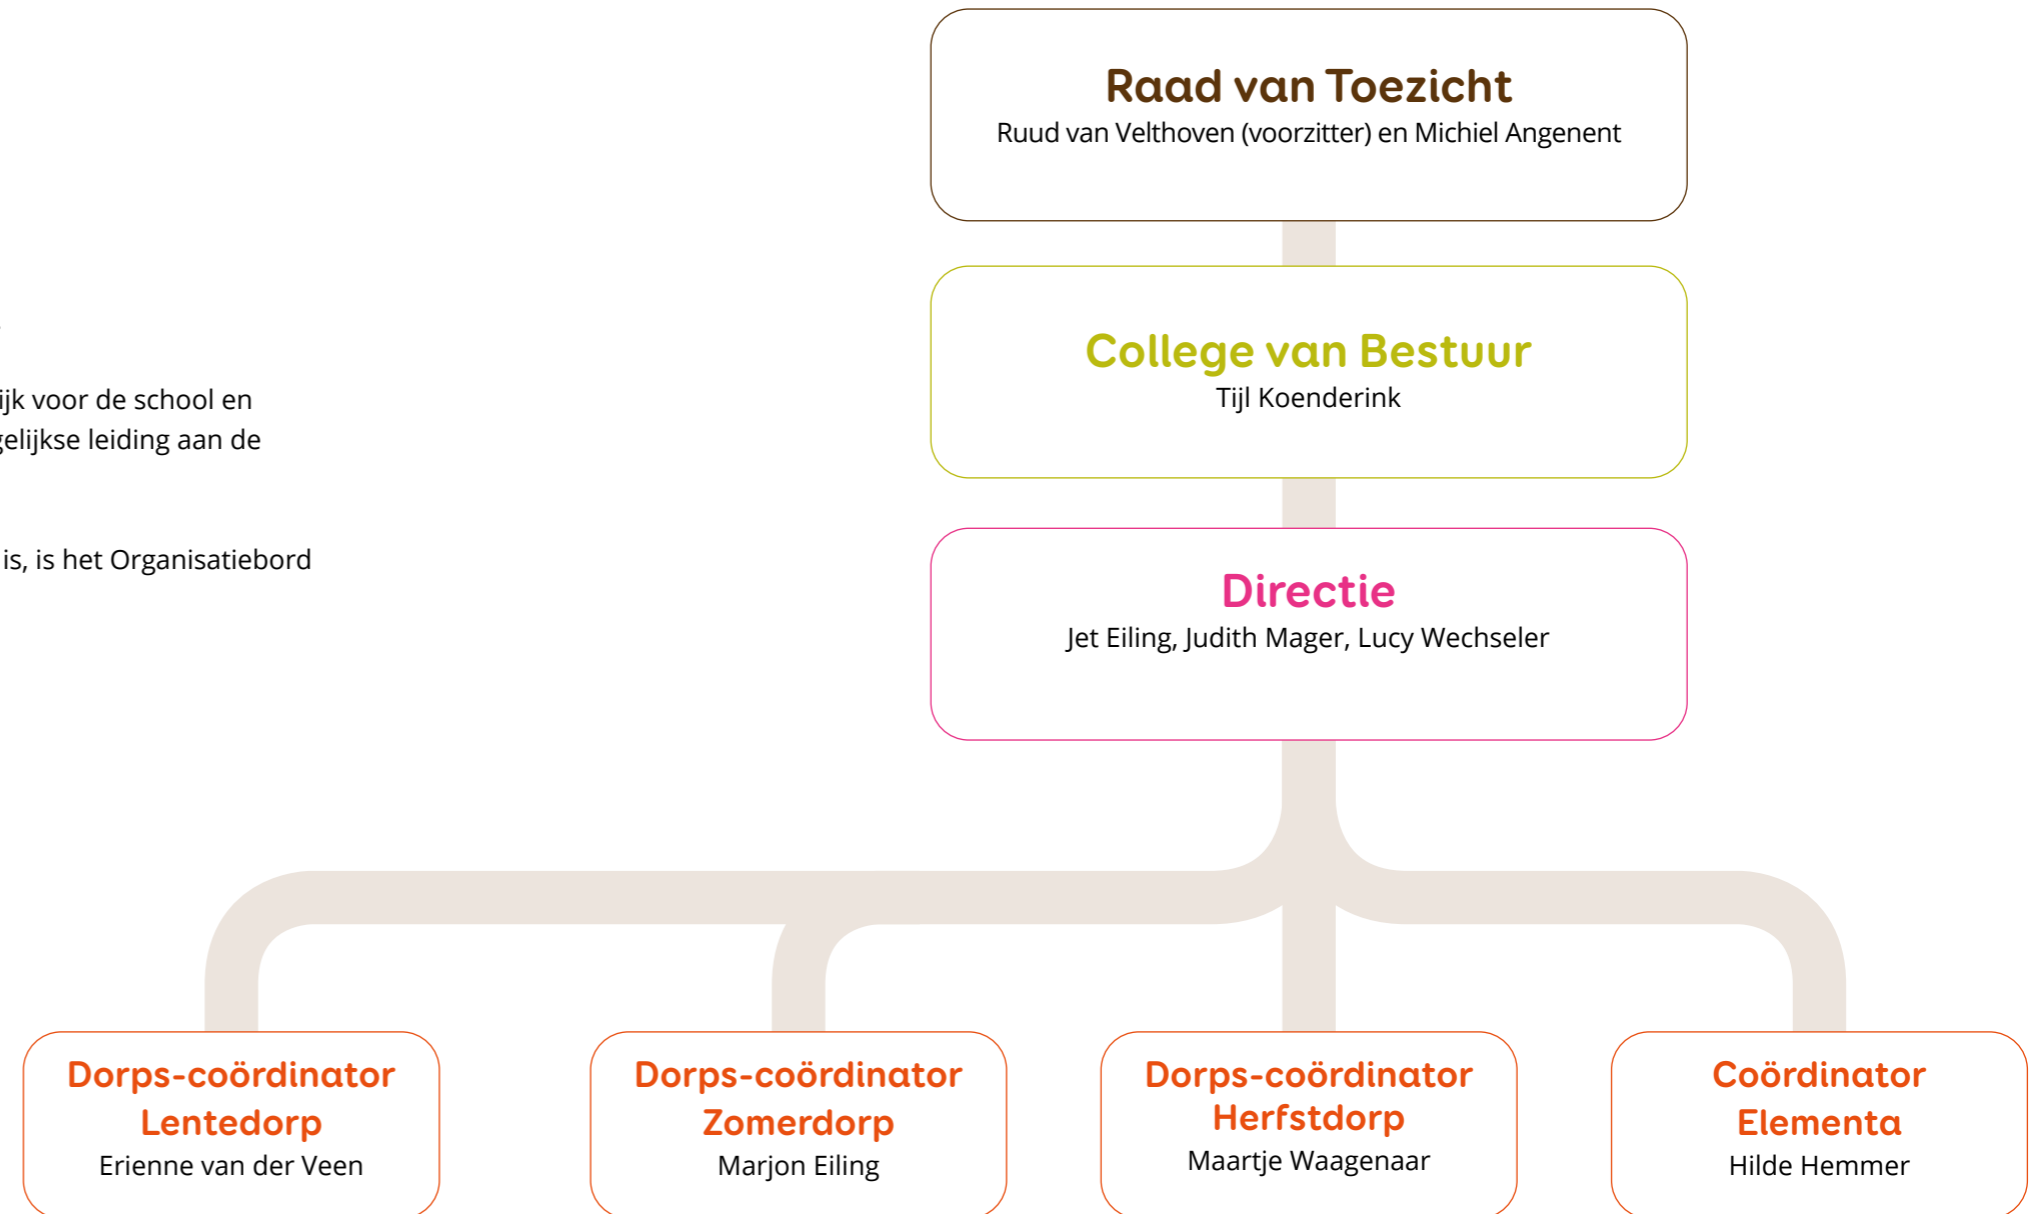 Raad van Toezicht
Ruud van Velthoven (voorzitter) en Michiel Angenent
College van Bestuur
Tijl Koenderink
voor de school en
leiding aan de
is, is het Organisatiebord
Directie
Jet Eiling, Judith Mager, Lucy Wechseler
Dorps-coördinator
Lentedorp
Erienne van der Veen
Dorps-coördinator
Zomerdorp
Marjon Eiling
Dorps-coördinator
Herfstdorp
Maartje Waagenaar
Coördinator
Elementa
Hilde Hemmer